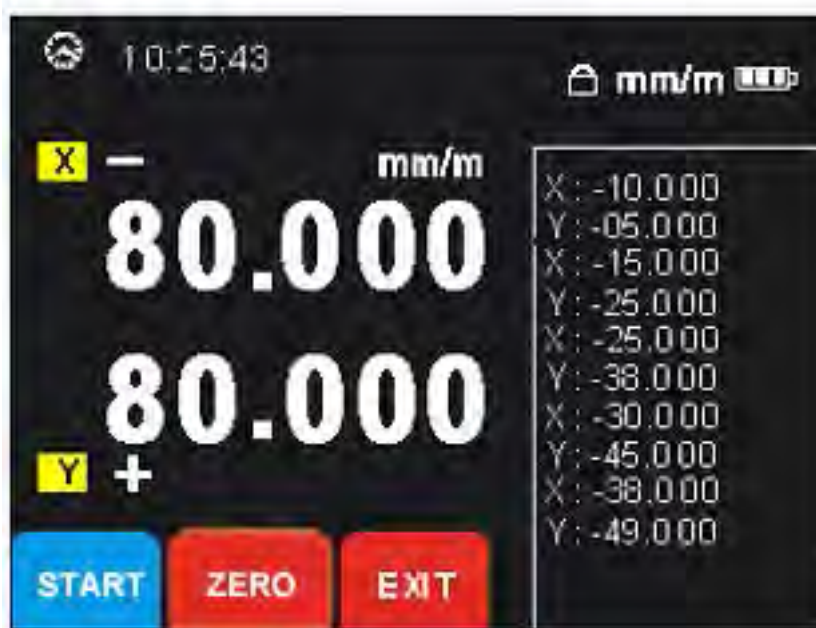 10:25:43
mm/m
X − mm/m
80.000
80.000
Y +
X : -10.000
Y : -05.000
X : -15.000
Y : -25.000
X : -25.000
Y : -38.000
X : -30.000
Y : -45.000
X : -38.000
Y : -49.000
START ZERO EXIT